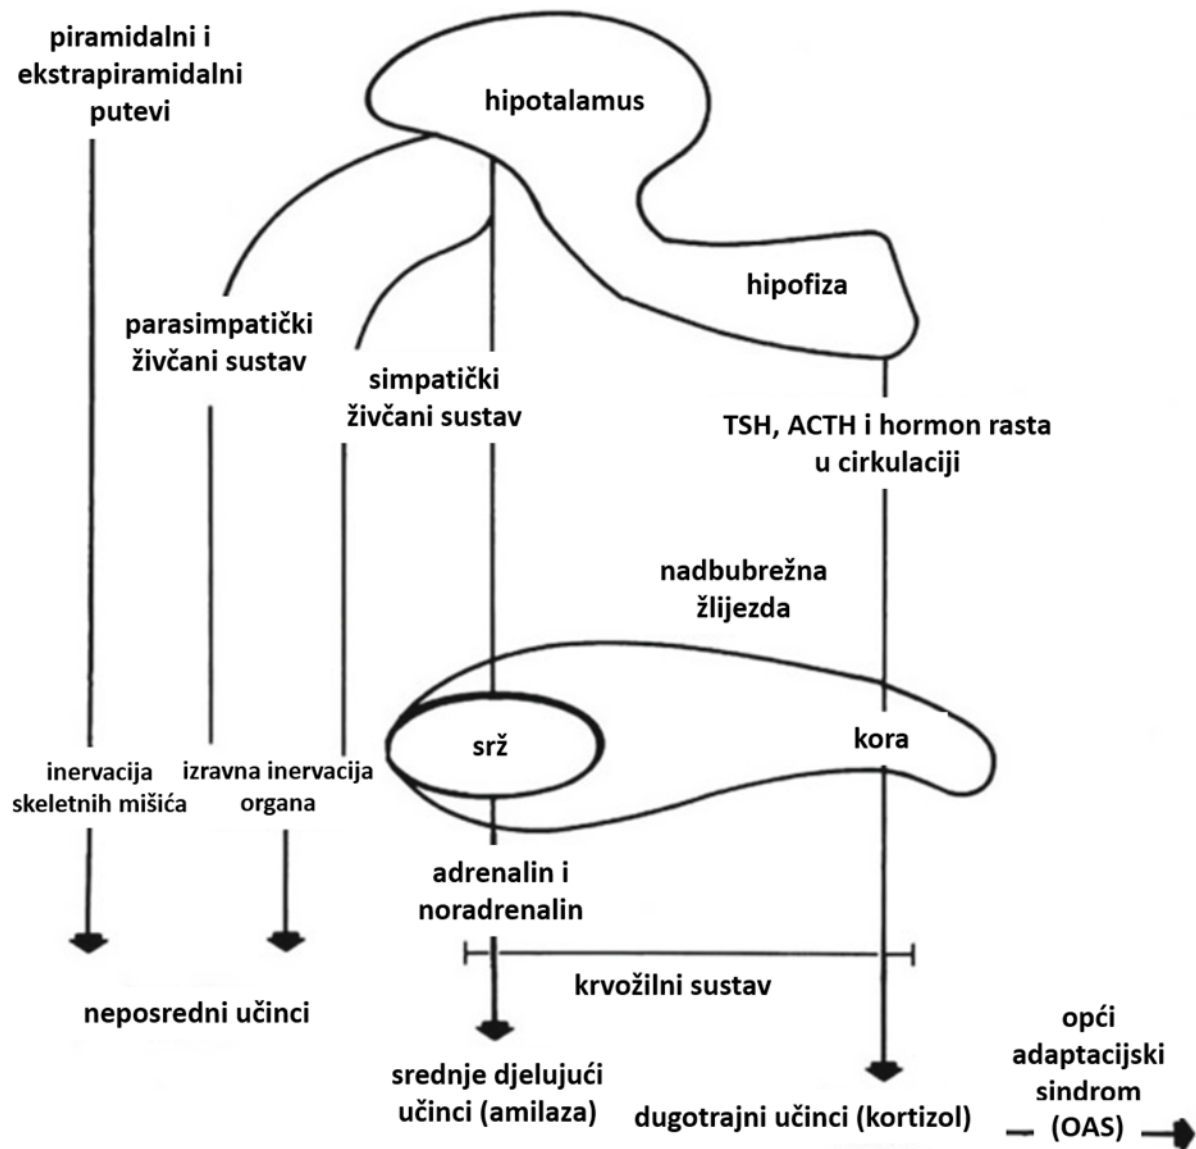 piramidalni i
ekstrapiramidalni
putevi
hipotalamus
hipofiza
parasimpatički
živčani sustav
simpatički
živčani sustav
TSH, ACTH i hormon rasta
u cirkulaciji
nadbubrežna
žlijezda
srž
kora
inervacija
skeletnih mišića
izravna inervacija
organa
adrenalin i
noradrenalin
krvožilni sustav
neposredni učinci
srednje djelujući
učinci (amilaza)
dugotrajni učinci (kortizol)
opći
adaptacijski
sindrom
(OAS)